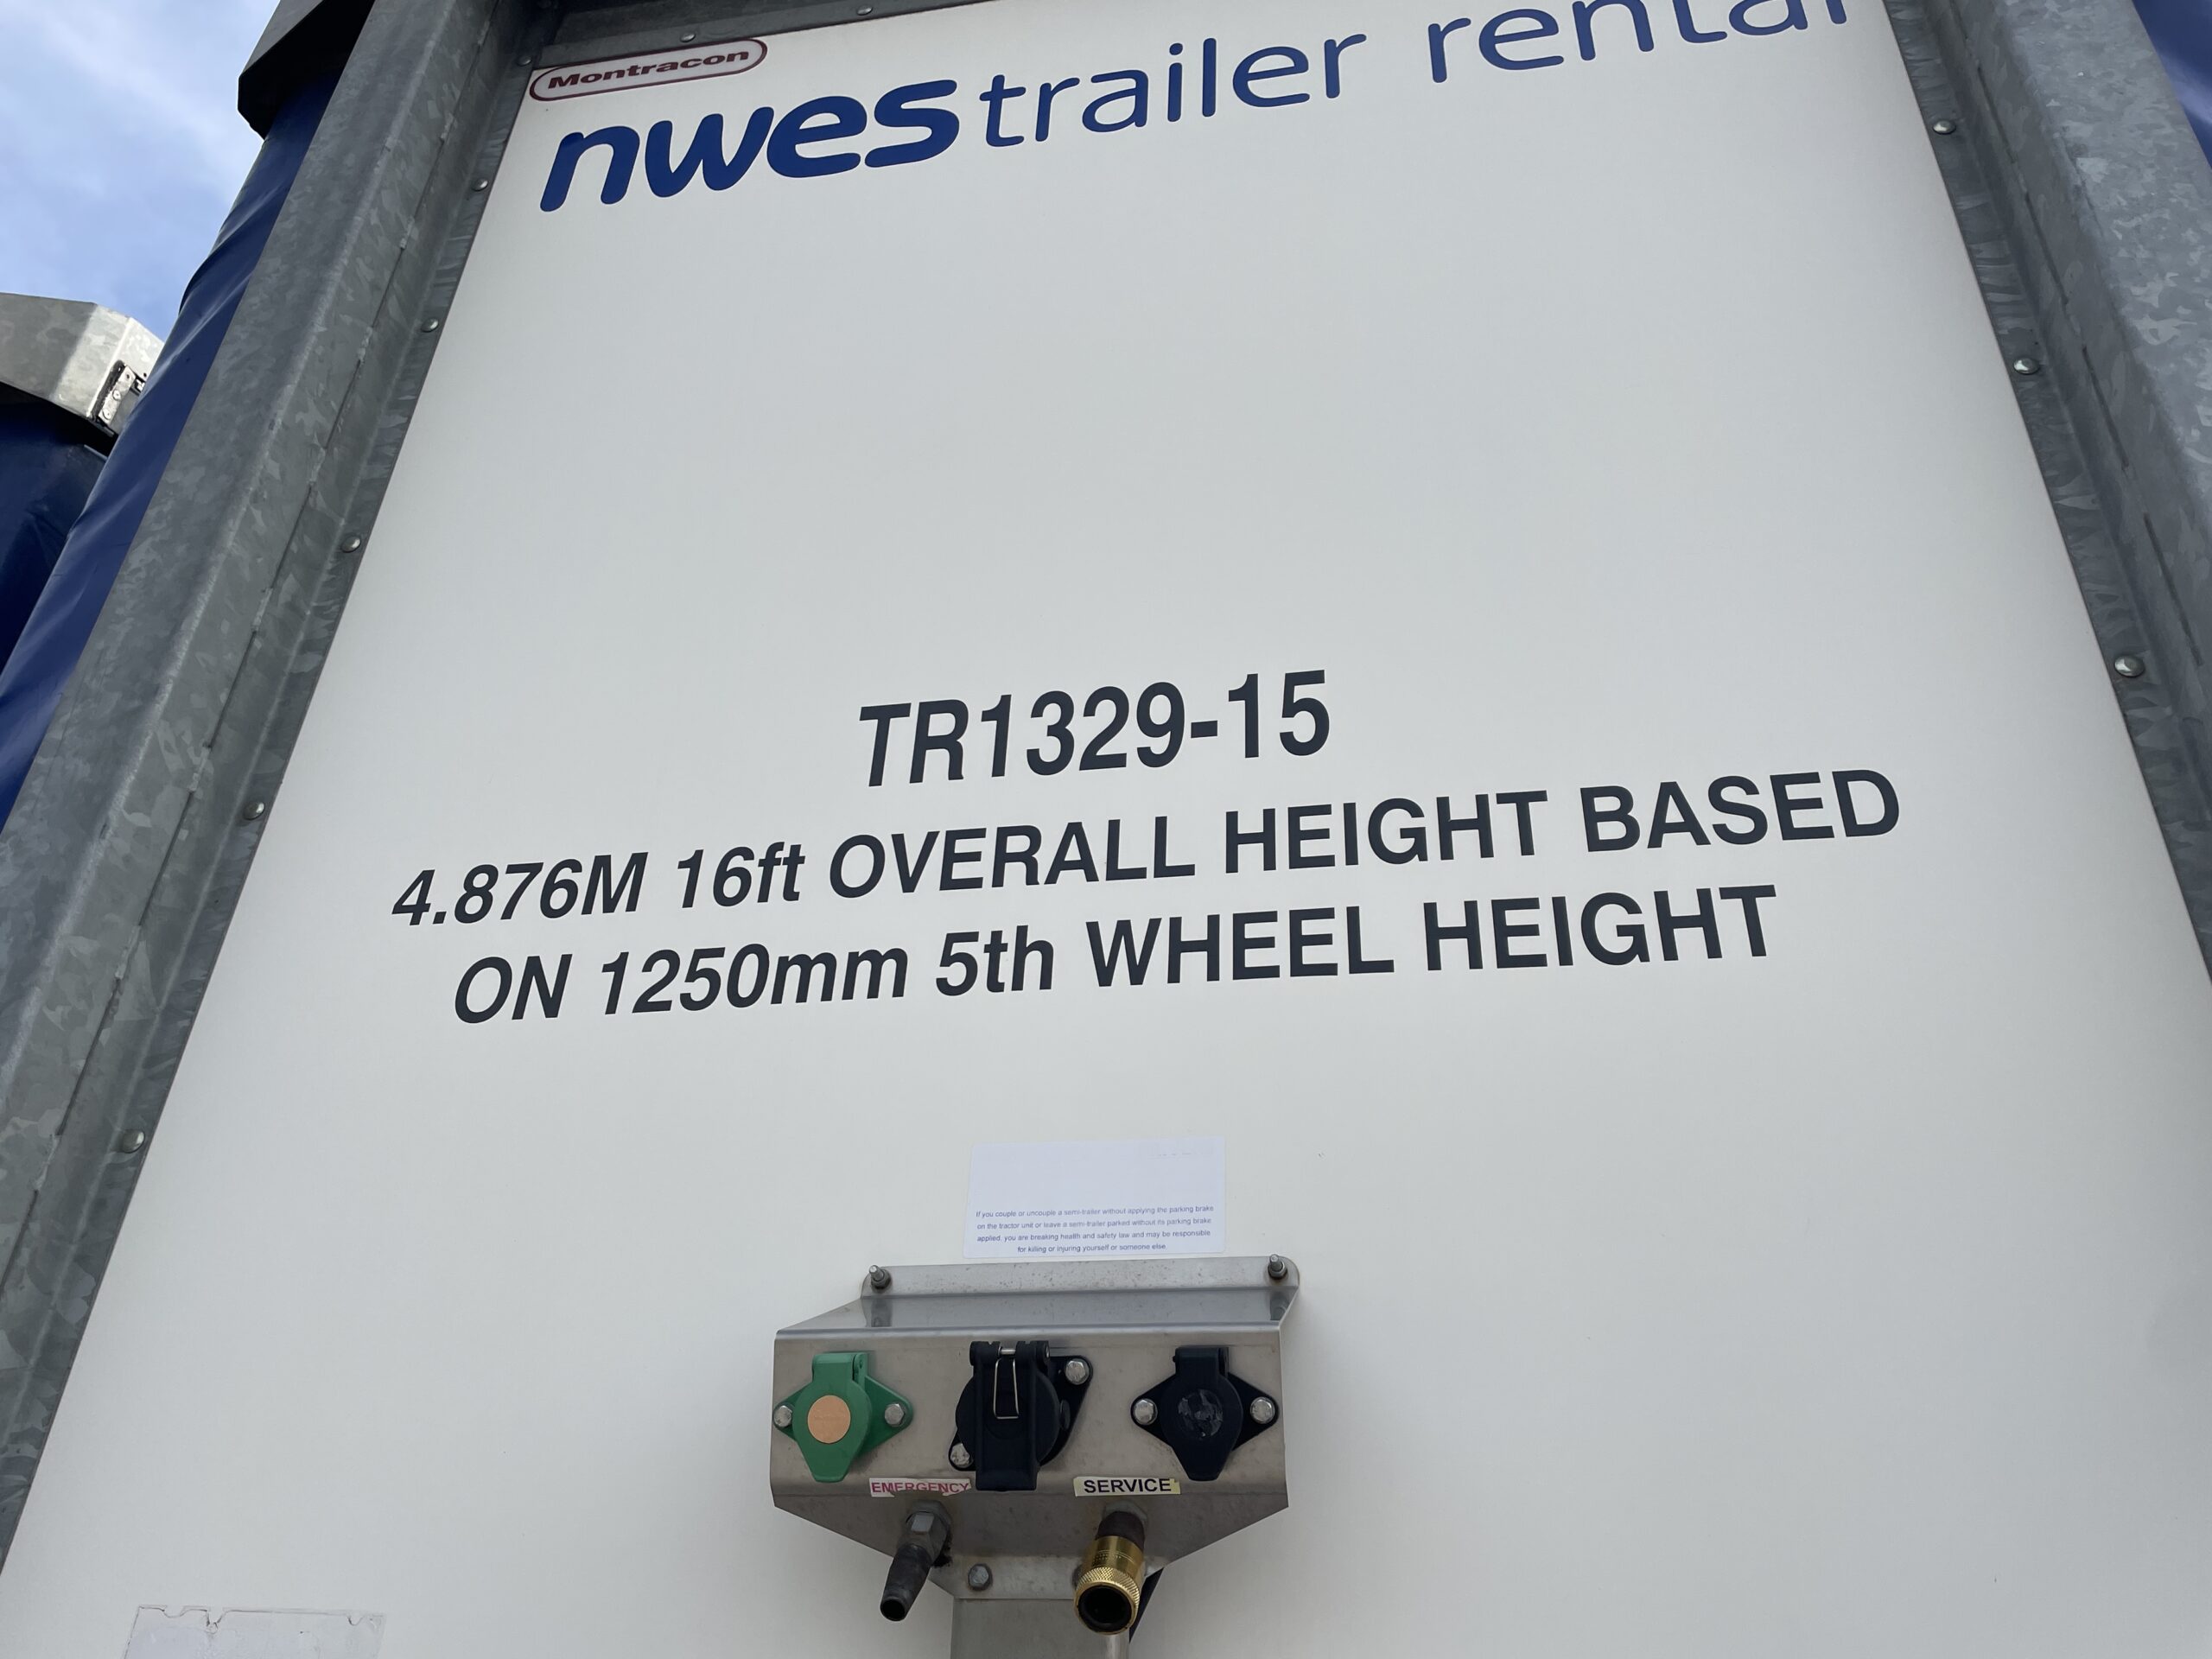 Montracon
nwes trailer rental
TR1329-15
4.876M 16ft OVERALL HEIGHT BASED
ON 1250mm 5th WHEEL HEIGHT
If you couple or uncouple a semi-trailer without applying the parking brake
on the tractor unit or leave a semi-trailer parked without its parking brake
applied, you are breaking health and safety law and may be responsible
for killing or injuring yourself or someone else
EMERGENCY
SERVICE